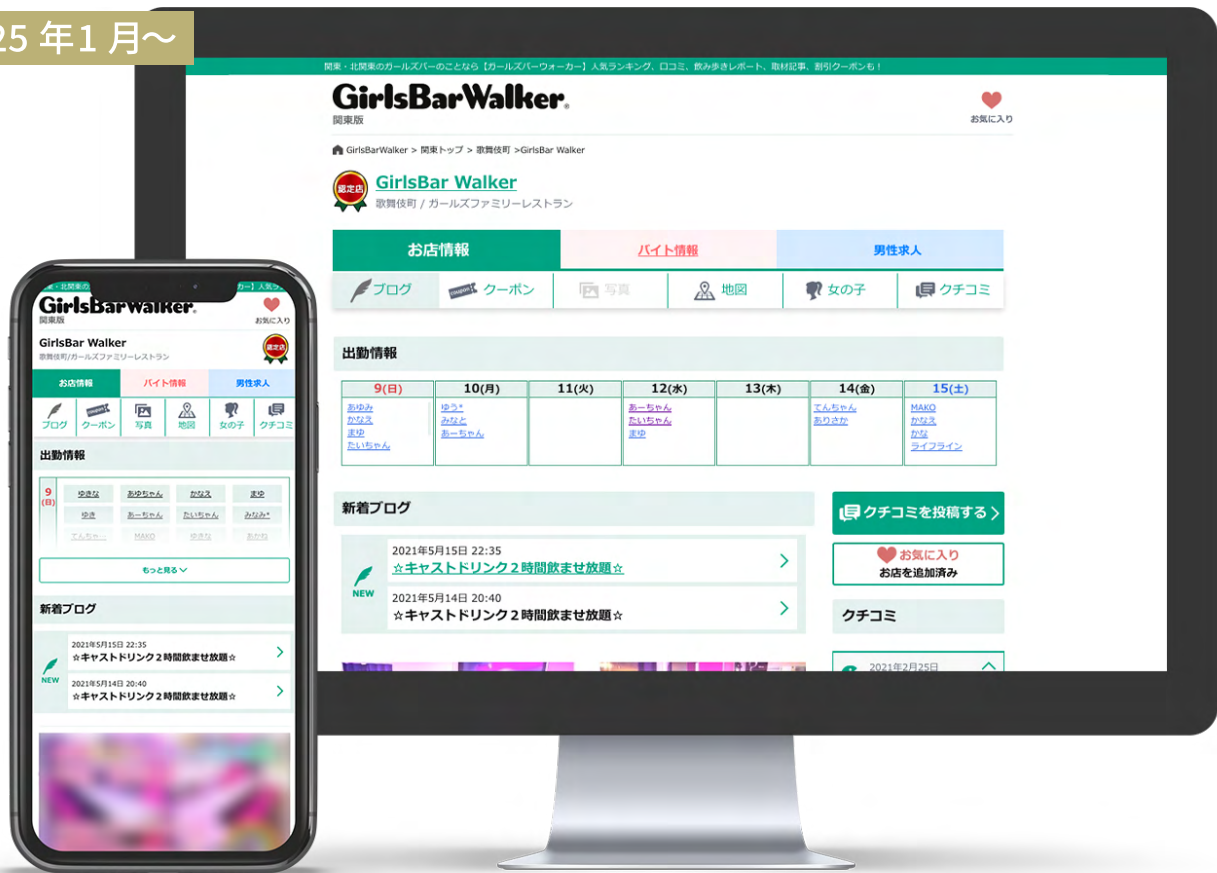 25 年1 月〜
関東・北関東のガールズバーのことなら【ガールズバーウォーカー】人気ランキング、口コミ、飲み歩きレポート、取材記事、割引クーポンも！
GirlsBarWalker.
関東版
お気に入り
GirlsBarWalker > 関東トップ > 歌舞伎町 >GirlsBar Walker
認定店
GirlsBar Walker
歌舞伎町 / ガールズファミリーレストラン
お店情報 バイト情報 男性求人
ブログ クーポン 写真 地図 女の子 クチコミ
出勤情報
9(日) 10(月) 11(火) 12(水) 13(木) 14(金) 15(土)
あゆみ ゆう* あーちゃん てんちゃん MAKO
かなえ みなと たいちゃん ありさか かなえ
まゆ あーちゃん まゆ かな
たいちゃん ライフライン
新着ブログ
NEW
2021年5月15日 22:35
☆キャストドリンク２時間飲ませ放題☆
2021年5月14日 20:40
☆キャストドリンク２時間飲ませ放題☆
クチコミを投稿する
お気に入り
お店を追加済み
クチコミ
2021年2月25日
GirlsBarWalker.
関東版
お気に入り
GirlsBar Walker
歌舞伎町/ガールズファミリーレストラン
認定店
お店情報 バイト情報 男性求人
ブログ クーポン 写真 地図 女の子 クチコミ
出勤情報
9 ゆきな あゆちゃん かなえ まゆ
(日) ゆき あーちゃん たいちゃん みなみ*
てんちゃ… MAKO ゆきな あかね
もっと見る
新着ブログ
NEW
2021年5月15日 22:35
☆キャストドリンク２時間飲ませ放題☆
2021年5月14日 20:40
☆キャストドリンク２時間飲ませ放題☆